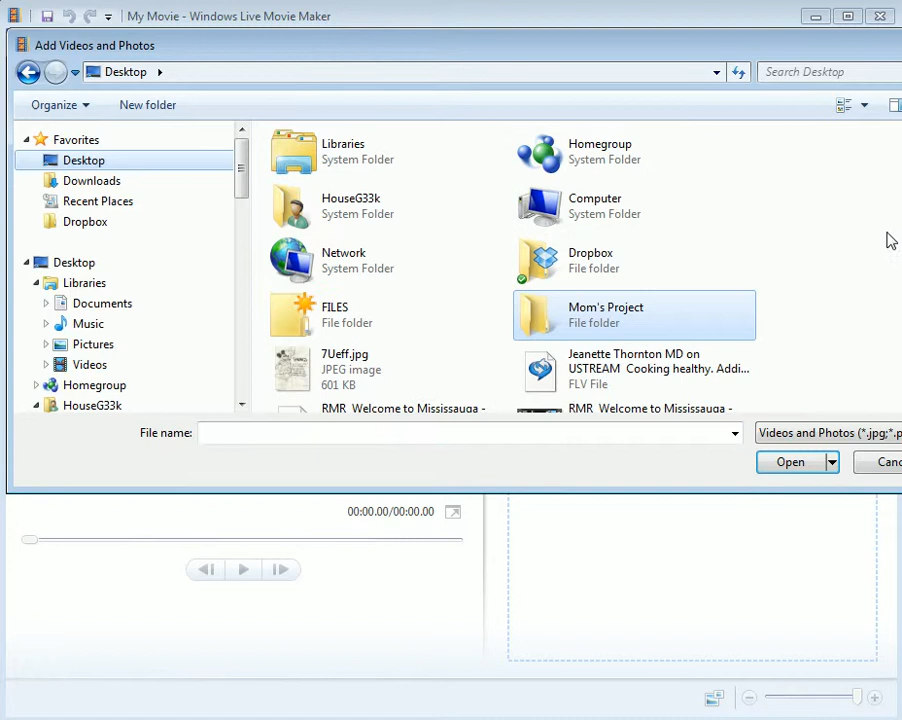 My Movie - Windows Live Movie Maker
Add Videos and Photos
Desktop
Search Desktop
Organize
New folder
Favorites
Desktop
Downloads
Recent Places
Dropbox
Desktop
Libraries
Documents
Music
Pictures
Videos
Homegroup
HouseG33k
Libraries
System Folder
Homegroup
System Folder
HouseG33k
System Folder
Computer
System Folder
Network
System Folder
Dropbox
File folder
FILES
File folder
Mom's Project
File folder
7Ueff.jpg
JPEG image
601 KB
Jeanette Thornton MD on
USTREAM Cooking healthy. Addi...
FLV File
RMR Welcome to Mississauga -
RMR Welcome to Mississauga -
File name:
Videos and Photos (*.jpg;*.p
Open
Canc
00:00.00/00:00.00